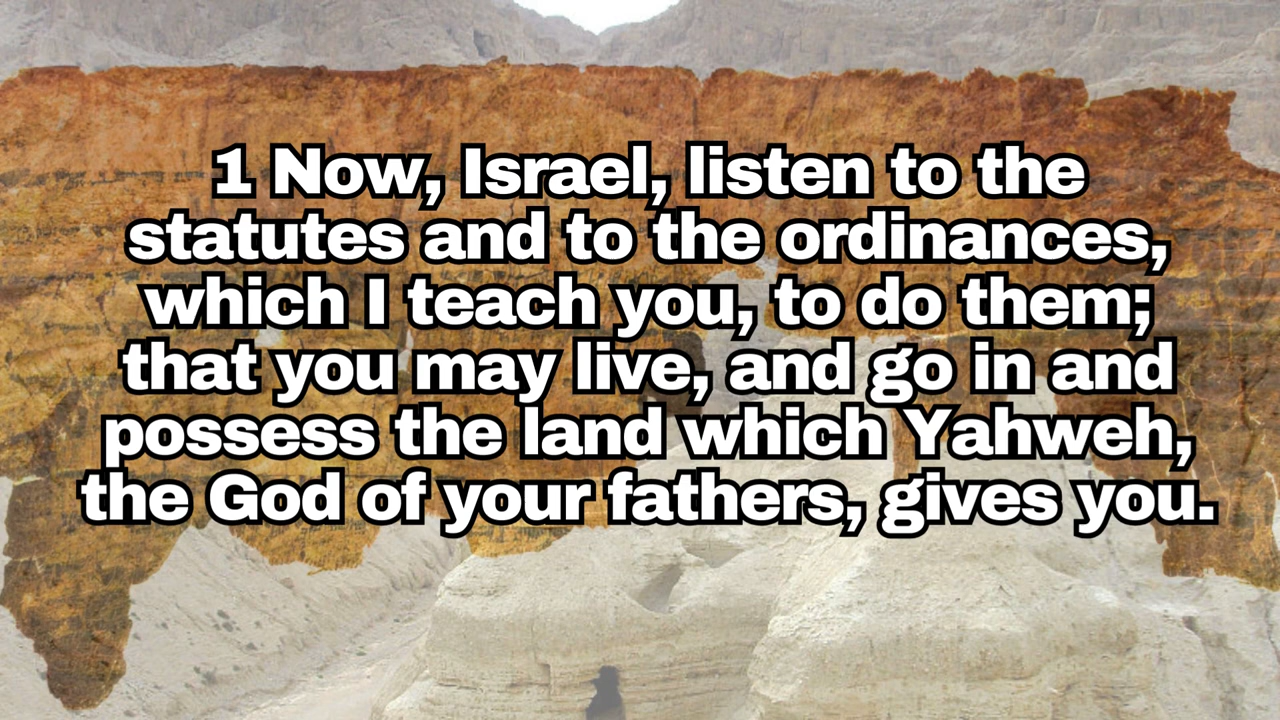 1 Now, Israel, listen to the
statutes and to the ordinances,
which I teach you, to do them;
that you may live, and go in and
possess the land which Yahweh,
the God of your fathers, gives you.